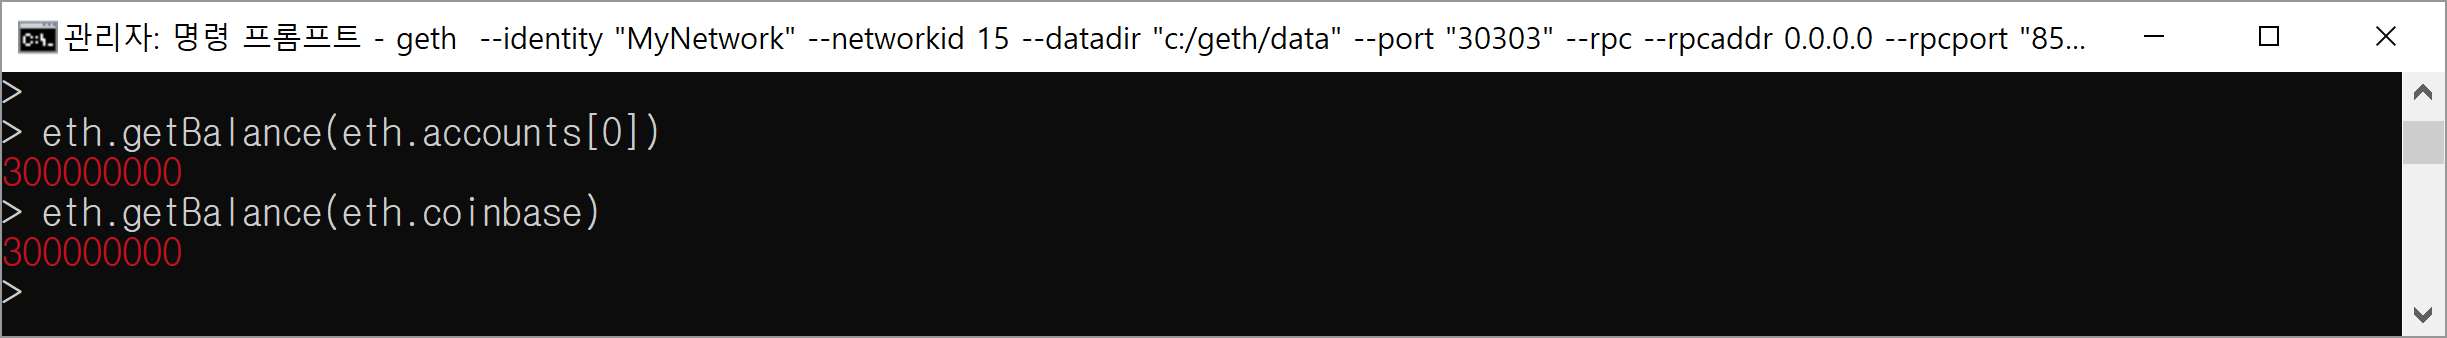 관리자: 명령 프롬프트 - geth  --identity "MyNetwork" --networkid 15 --datadir "c:/geth/data" --port "30303" --rpc --rpcaddr 0.0.0.0 --rpcport "85...
>
> eth.getBalance(eth.accounts[0])
300000000
> eth.getBalance(eth.coinbase)
300000000
>